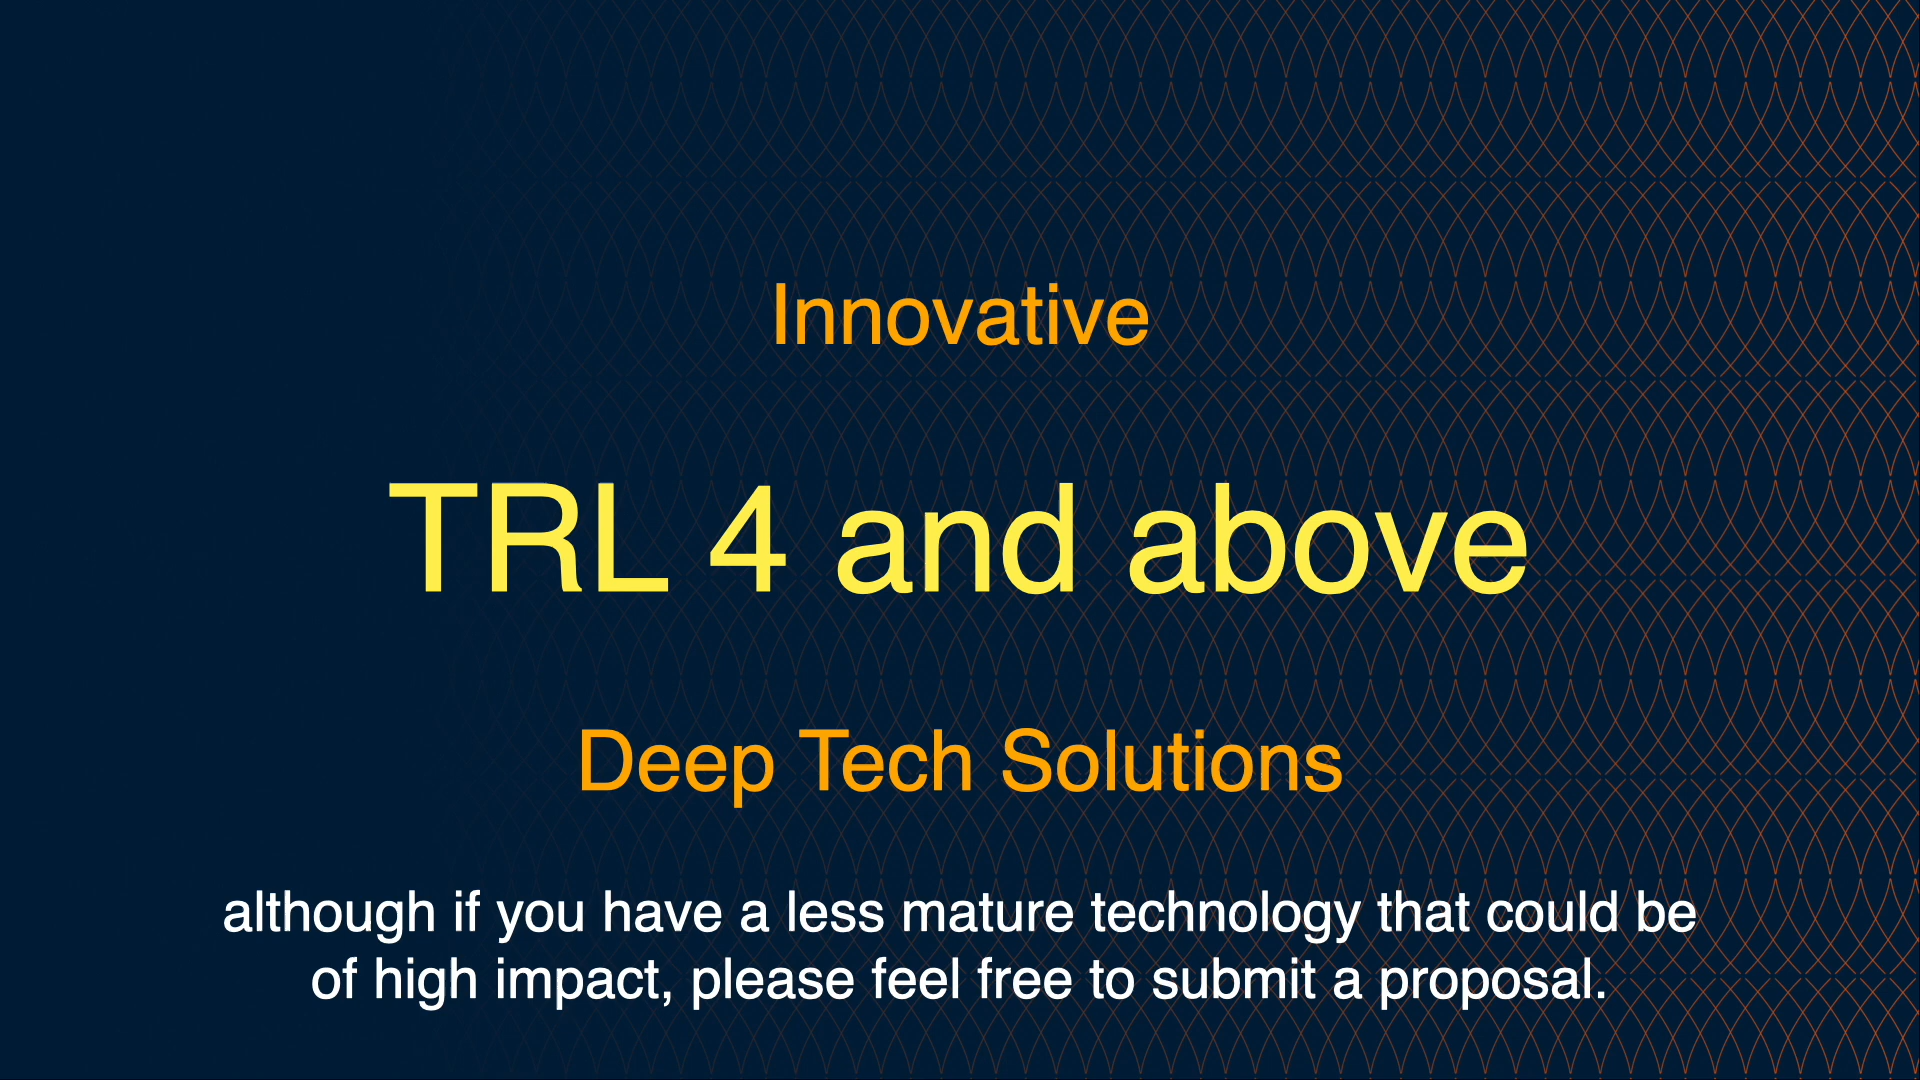 Innovative
TRL 4 and above
Deep Tech Solutions
although if you have a less mature technology that could be
of high impact, please feel free to submit a proposal.